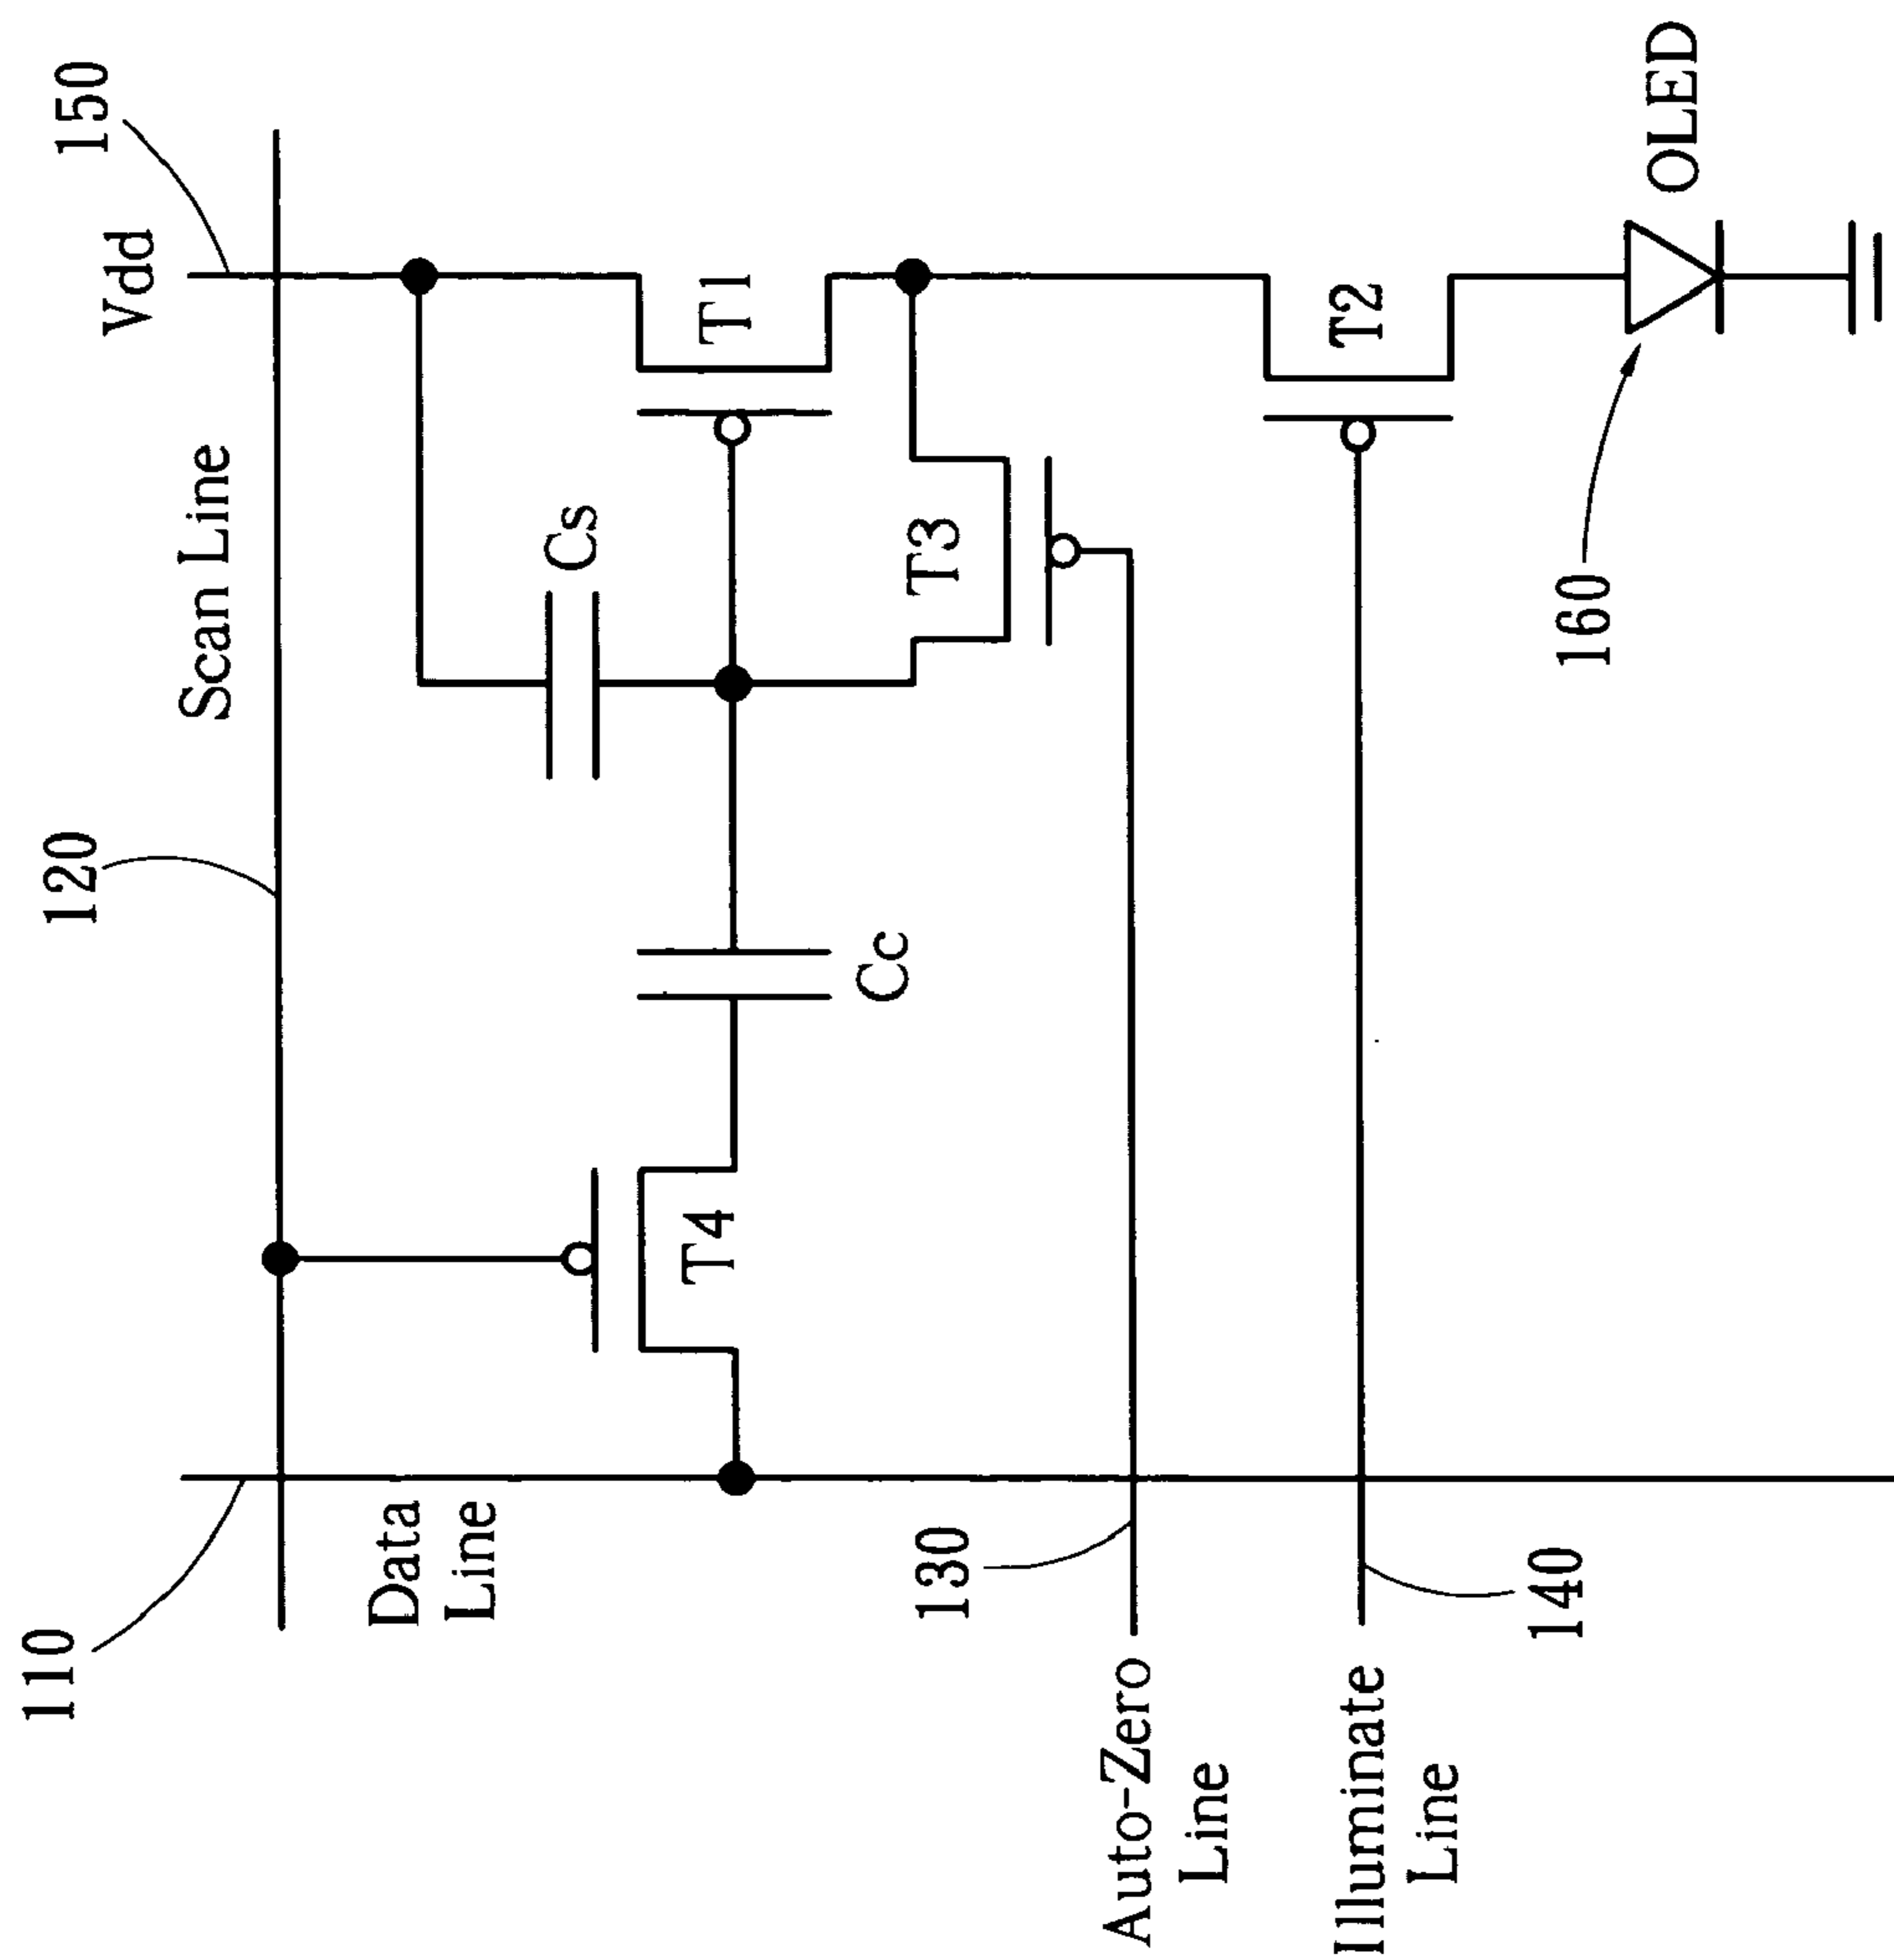 150
Vdd
Scan Line
120
110
Data
Line
Cs
T1
T3
Cc
T4
T2
OLED
160
130
Auto-Zero
Line
140
Illuminate
Line